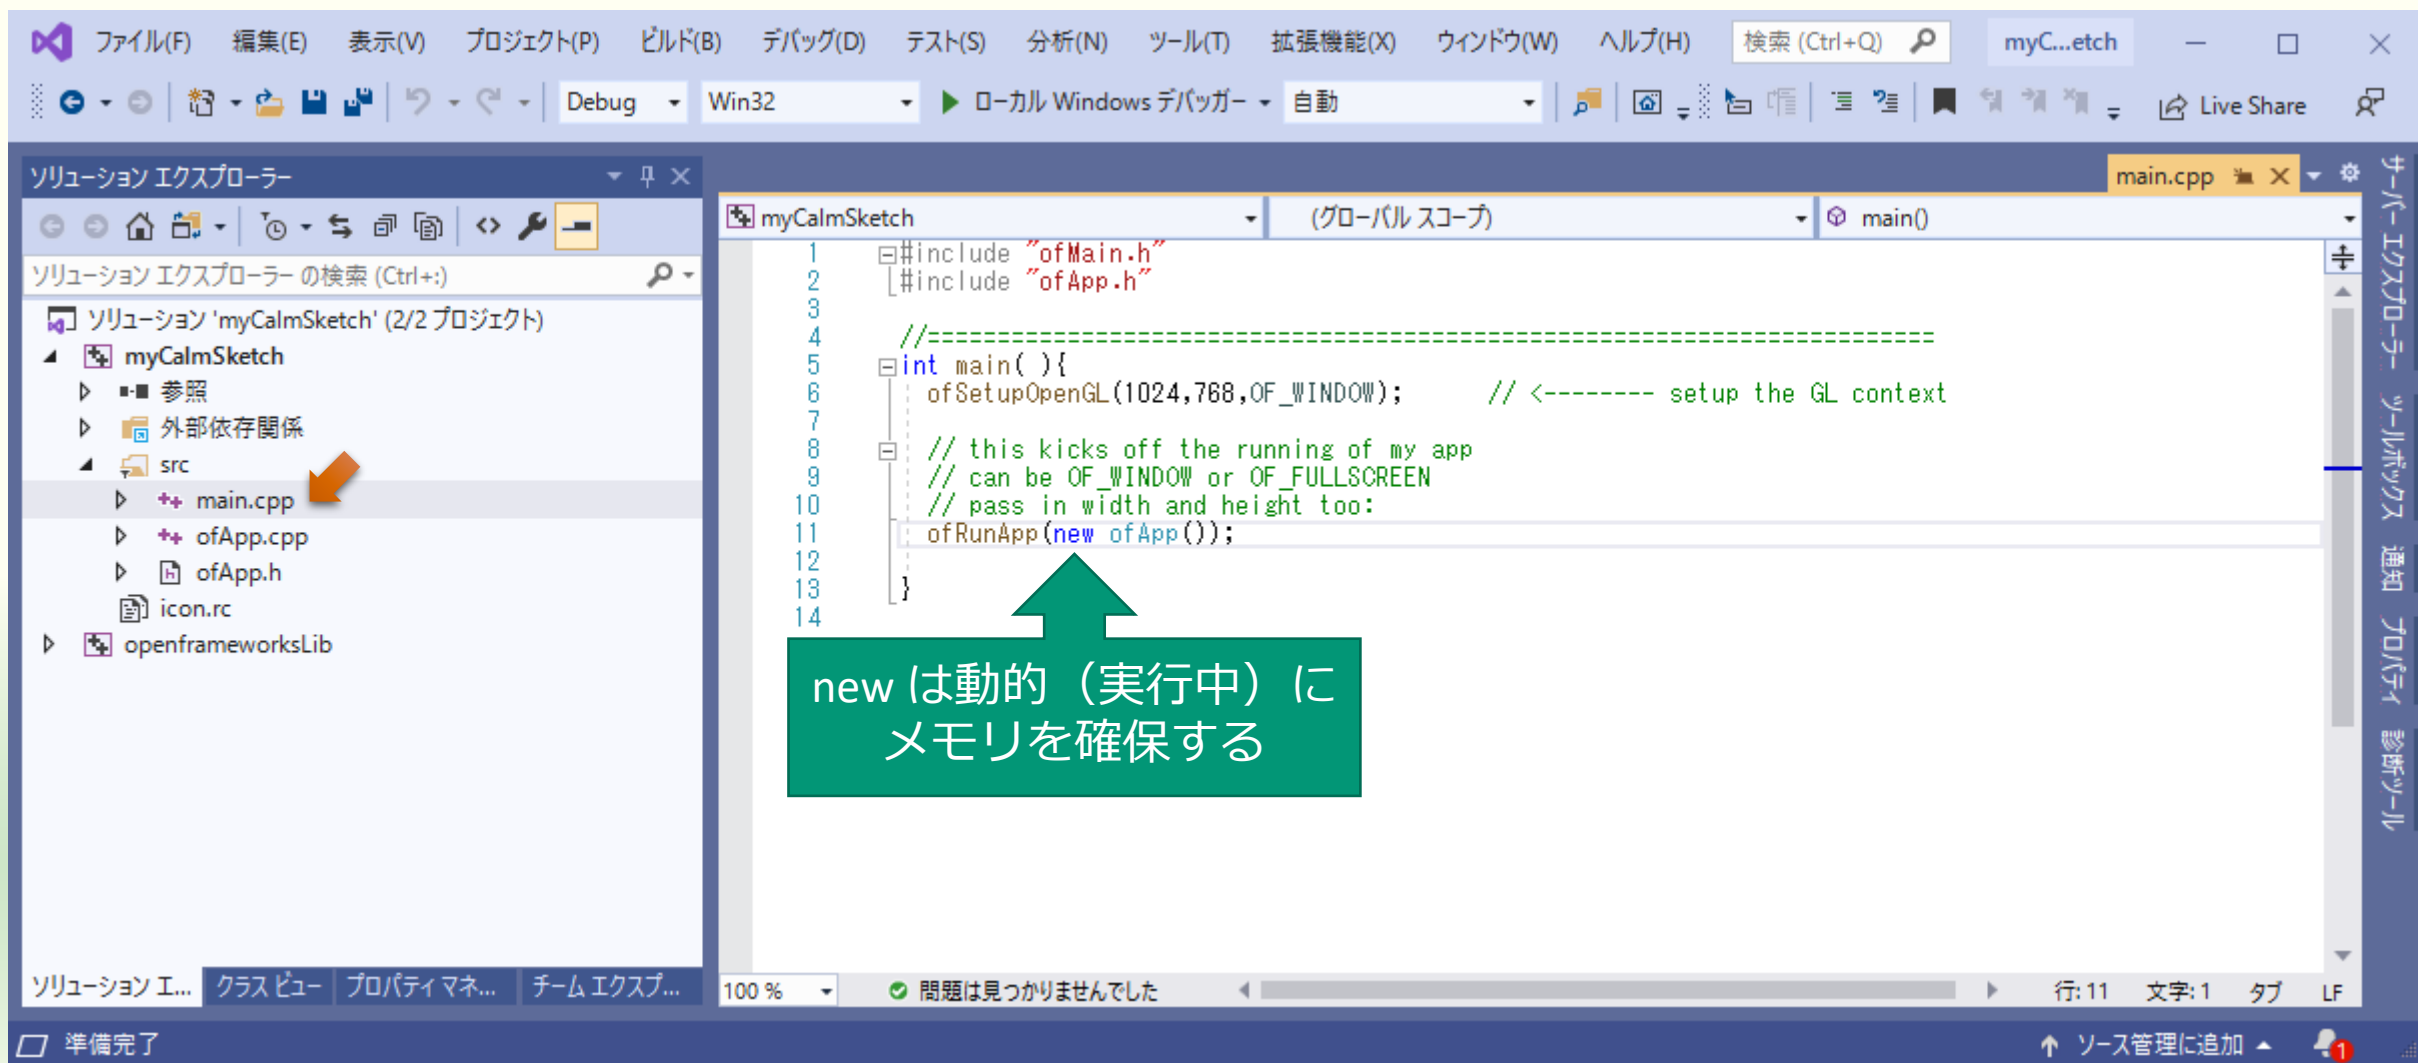 ファイル(F) 編集(E) 表示(V) プロジェクト(P) ビルド(B) デバッグ(D) テスト(S) 分析(N) ツール(T) 拡張機能(X) ウィンドウ(W) ヘルプ(H) 検索 (Ctrl+Q) myC...etch
Debug Win32 ローカル Windows デバッガー 自動 Live Share
ソリューション エクスプローラー
ソリューション エクスプローラー の検索 (Ctrl+:)
ソリューション 'myCalmSketch' (2/2 プロジェクト)
myCalmSketch
参照
外部依存関係
src
main.cpp
ofApp.cpp
ofApp.h
icon.rc
openframeworksLib
ソリューション エ... クラス ビュー プロパティ マネ... チーム エクスプ...
main.cpp
myCalmSketch (グローバル スコープ) main()
1 #include "ofMain.h"
2 #include "ofApp.h"
3
4 //========================================================================
5 int main( ){
6 ofSetupOpenGL(1024,768,OF_WINDOW); // <-------- setup the GL context
7
8 // this kicks off the running of my app
9 // can be OF_WINDOW or OF_FULLSCREEN
10 // pass in width and height too:
11 ofRunApp(new ofApp());
12
13 }
14
new は動的（実行中）に
メモリを確保する
100 % 問題は見つかりませんでした 行: 11 文字: 1 タブ LF
サーバー エクスプローラー
ツールボックス
通知
プロパティ
診断ツール
準備完了 ソース管理に追加 1